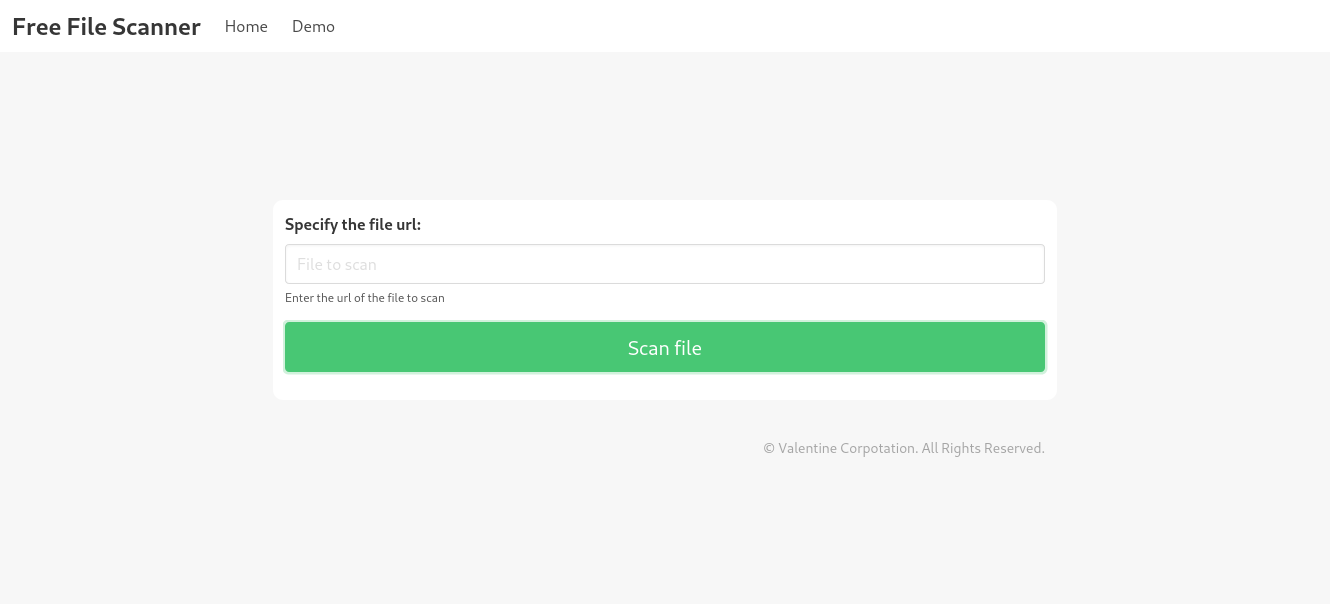 Free File Scanner Home Demo
Specify the file url:
File to scan
Enter the url of the file to scan
Scan file
© Valentine Corpotation. All Rights Reserved.